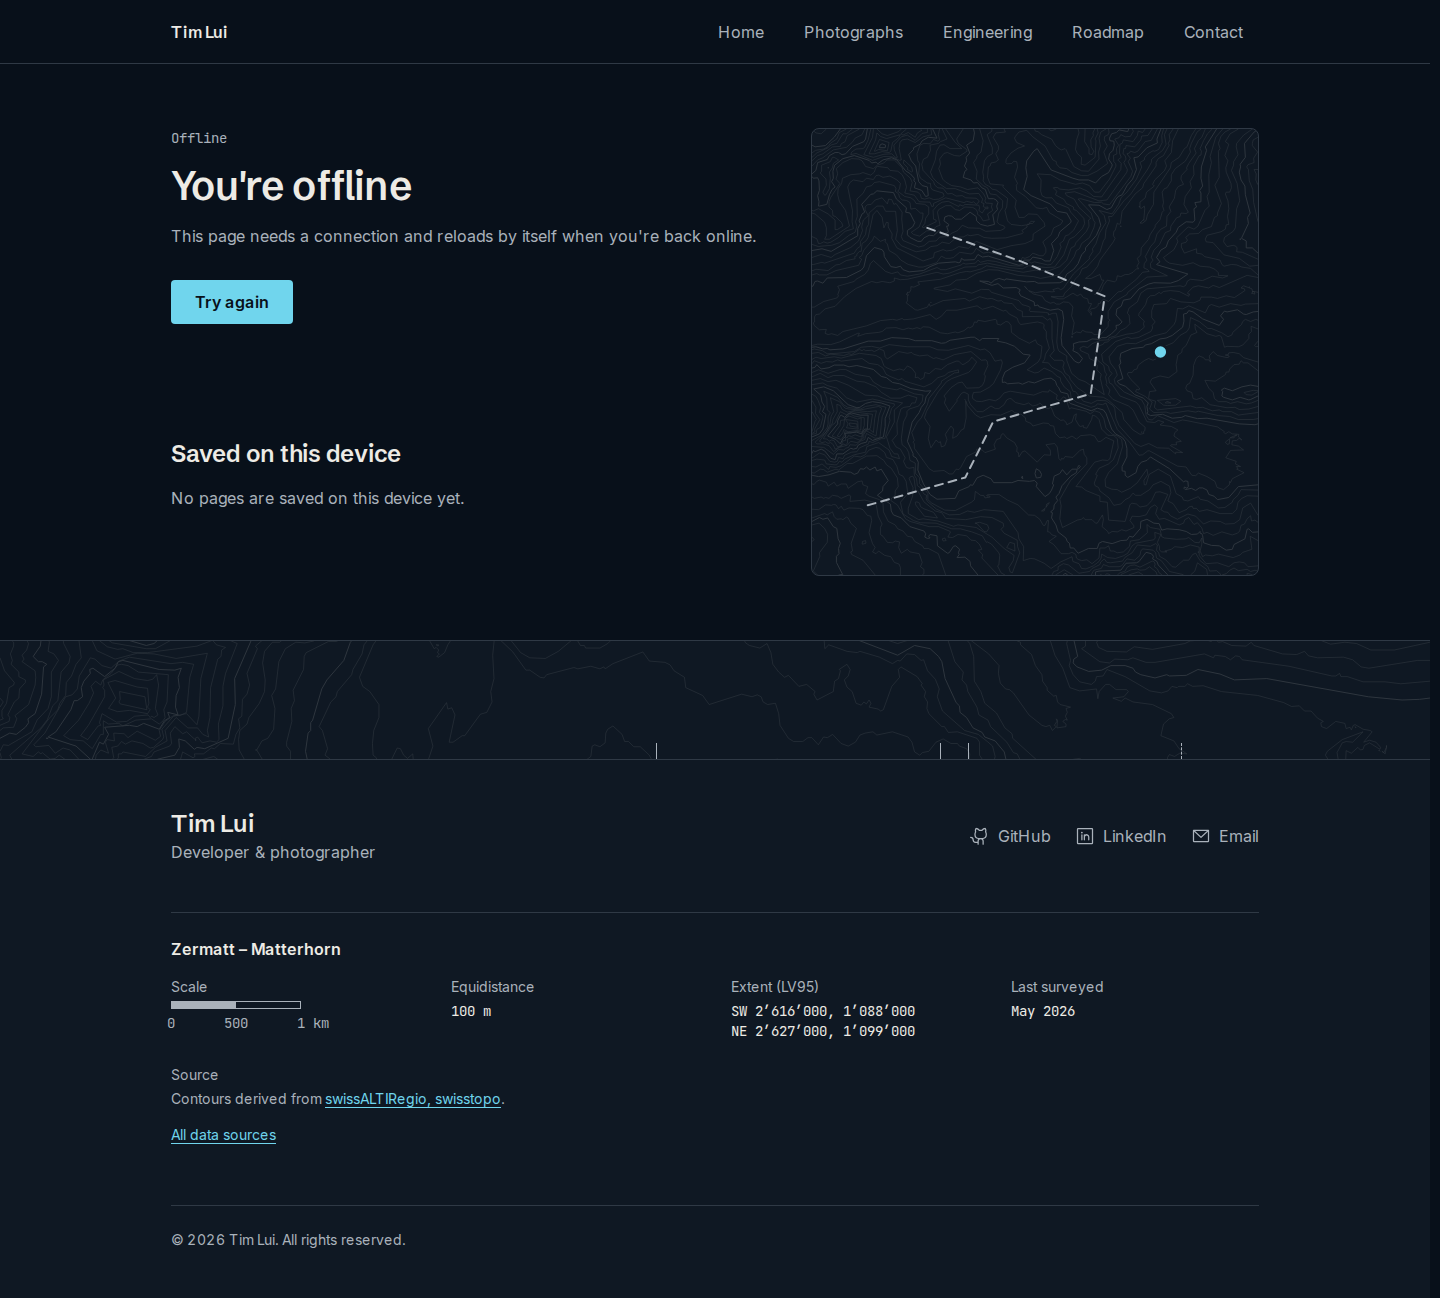 Tim Lui
Home Photographs Engineering Roadmap Contact
Offline
You're offline
This page needs a connection and reloads by itself when you're back online.
Try again
Saved on this device
No pages are saved on this device yet.
Tim Lui
Developer & photographer
GitHub LinkedIn Email
Zermatt – Matterhorn
Scale
0 500 1 km
Equidistance
100 m
Extent (LV95)
SW 2’616’000, 1’088’000
NE 2’627’000, 1’099’000
Last surveyed
May 2026
Source
Contours derived from swissALTIRegio, swisstopo.
All data sources
© 2026 Tim Lui. All rights reserved.